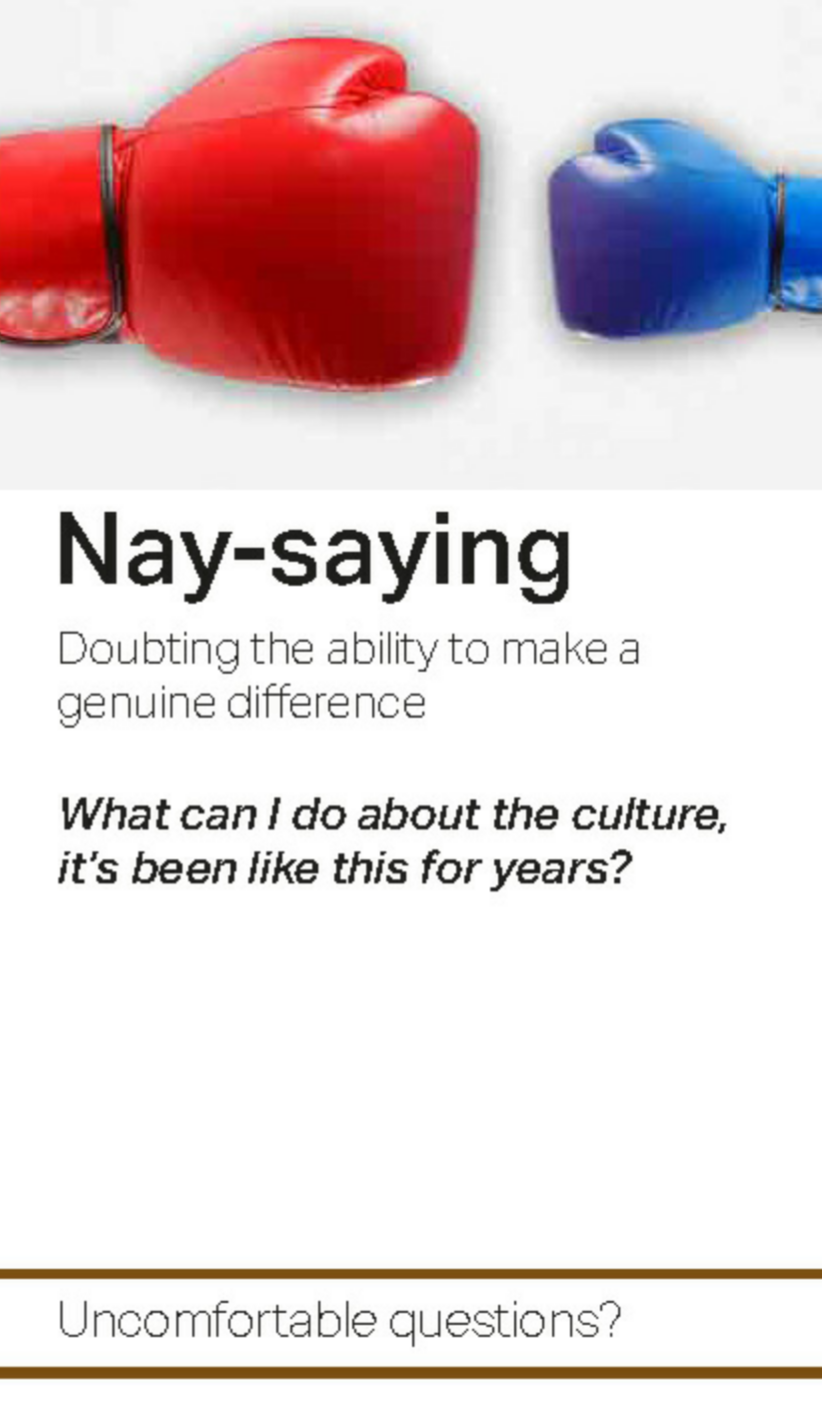 Nay-saying
Doubting the ability to make a
genuine difference
What can I do about the culture,
it's been like this for years?
Uncomfortable questions?